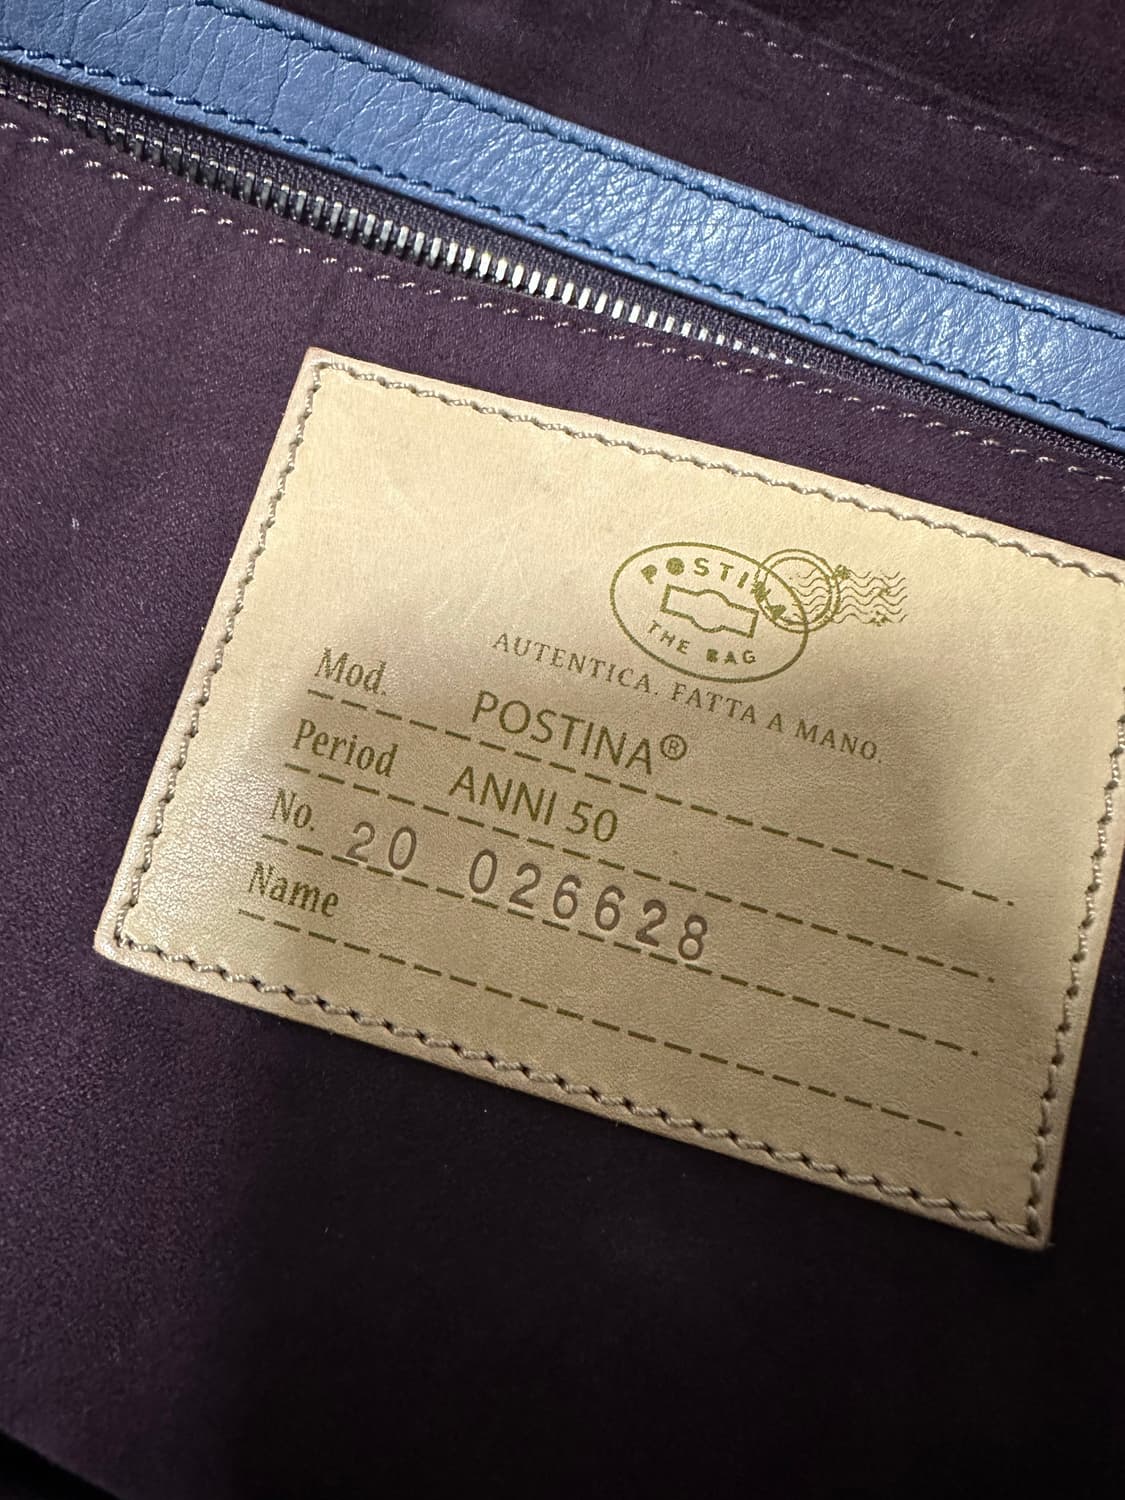 POSTINA
THE BAG
AUTENTICA. FATTA A MANO.
Mod. POSTINA®
Period ANNI 50
No. 20 026628
Name